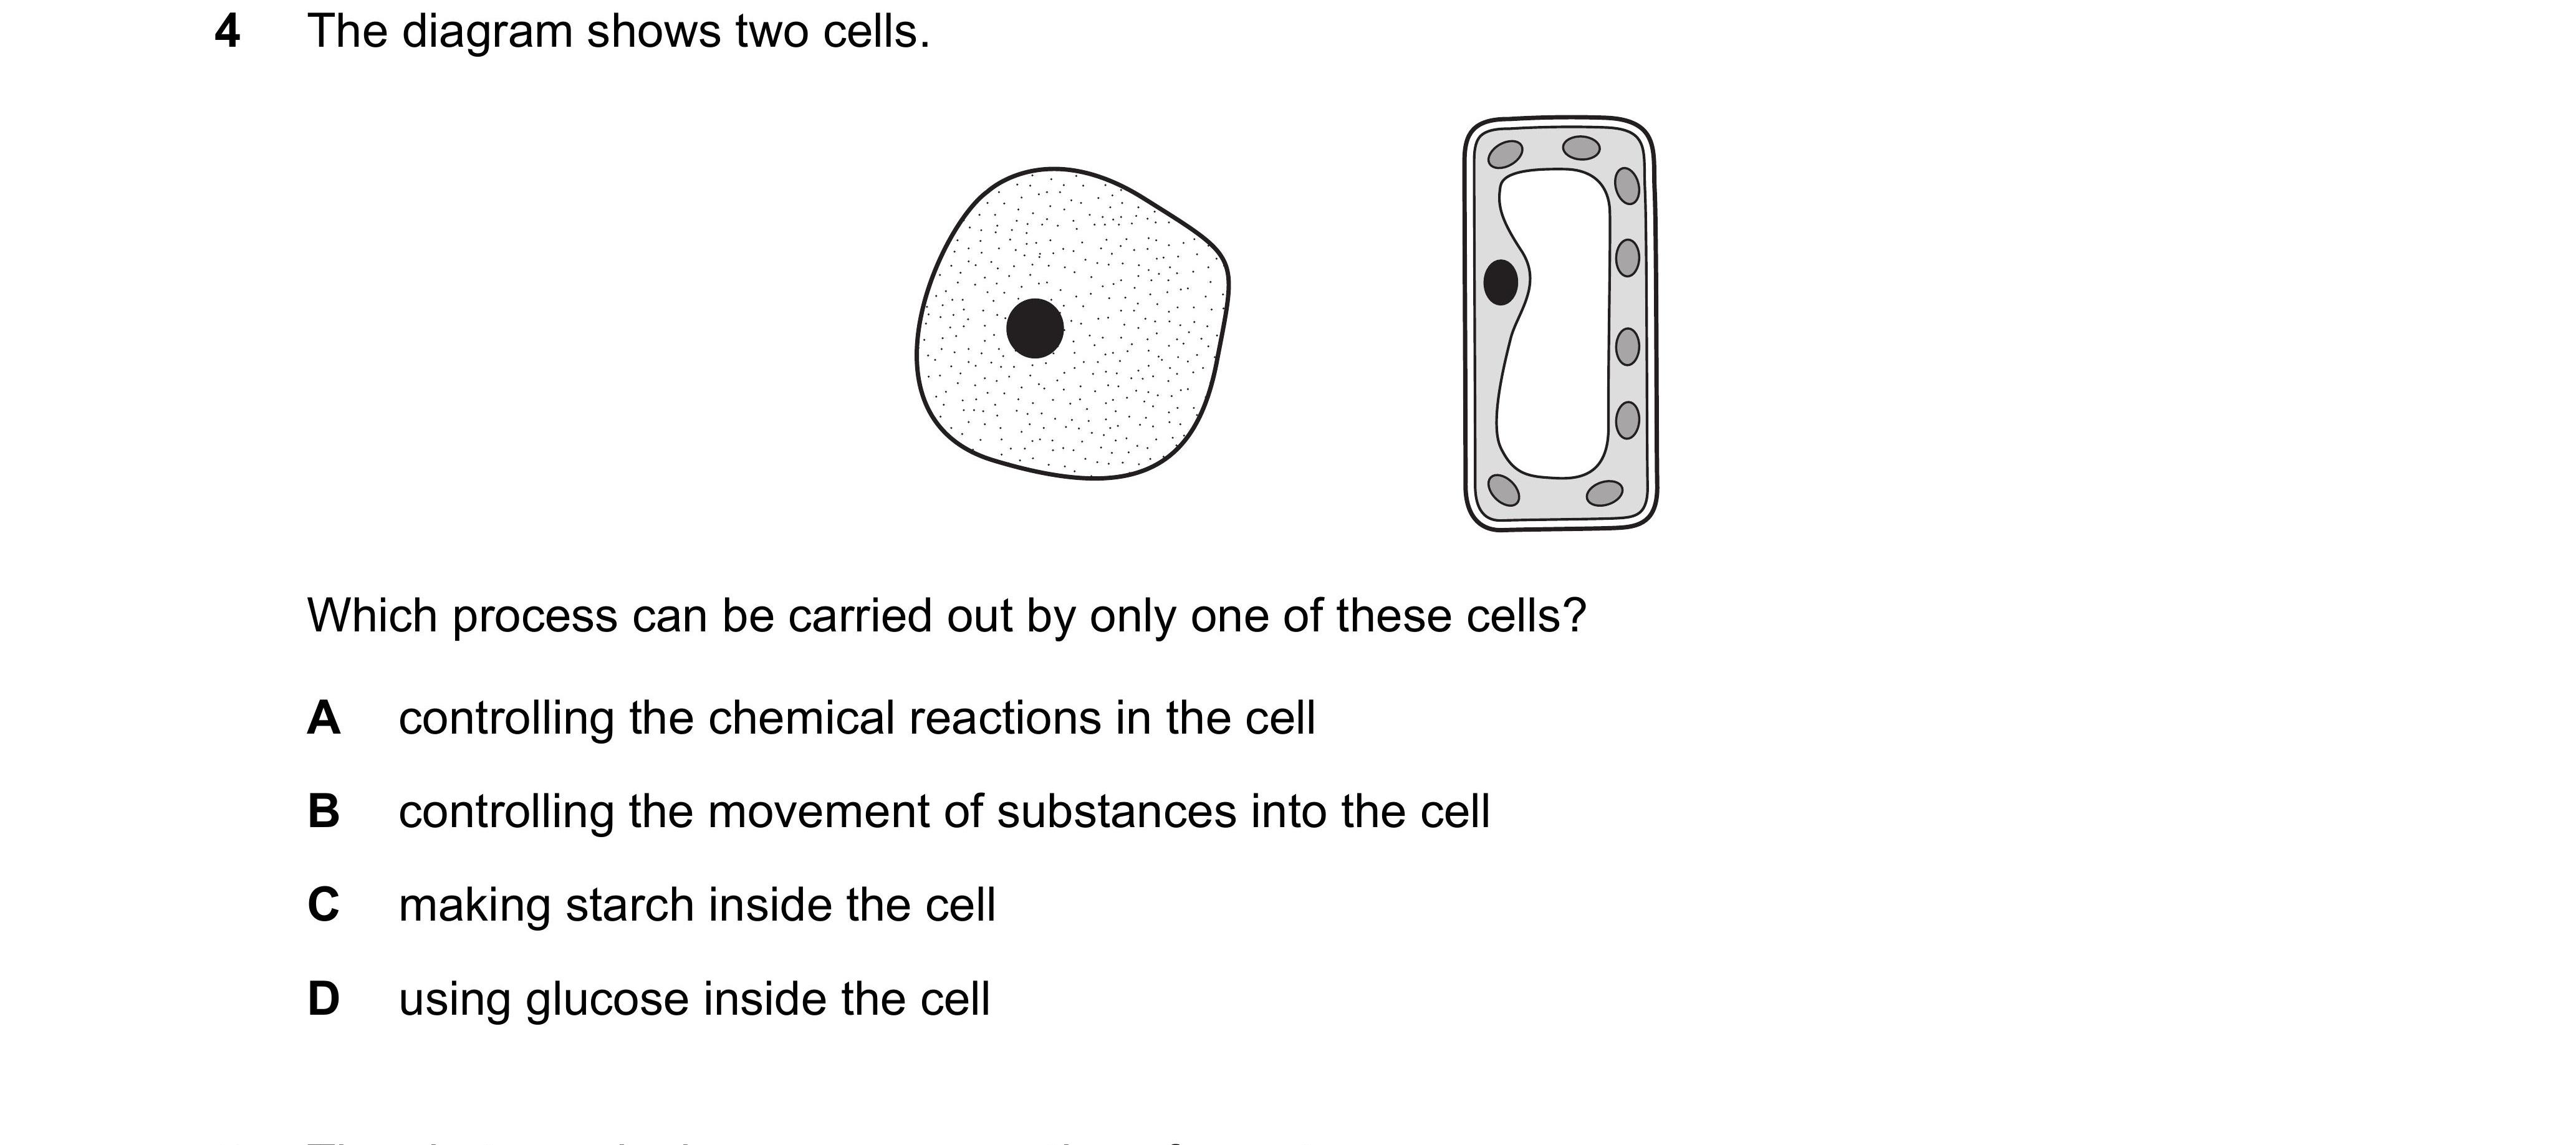 4 The diagram shows two cells.
Which process can be carried out by only one of these cells?
A controlling the chemical reactions in the cell
B controlling the movement of substances into the cell
C making starch inside the cell
D using glucose inside the cell